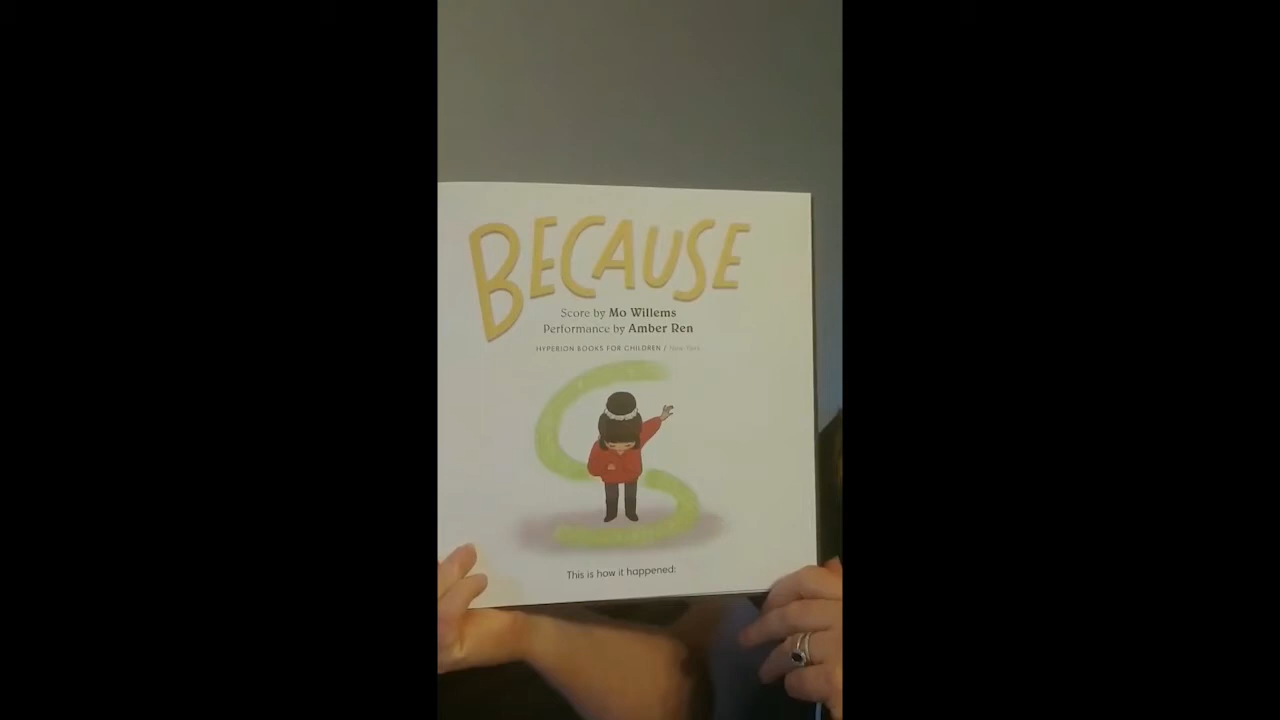 BECAUSE
Score by Mo Willems
Performance by Amber Ren
HYPERION BOOKS FOR CHILDREN / New York
This is how it happened: